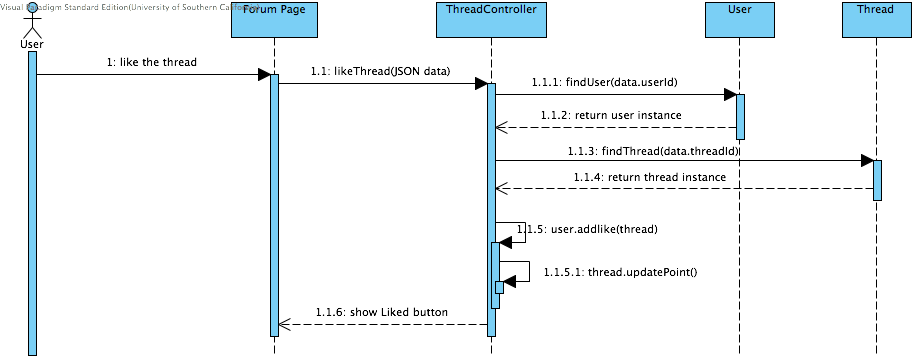 Visual Paradigm Standard Edition(University of Southern California)
Forum Page
ThreadController
User
Thread
User
1: like the thread
1.1: likeThread(JSON data)
1.1.1: findUser(data.userId)
1.1.2: return user instance
1.1.3: findThread(data.threadId)
1.1.4: return thread instance
1.1.5: user.addlike(thread)
1.1.5.1: thread.updatePoint()
1.1.6: show Liked button